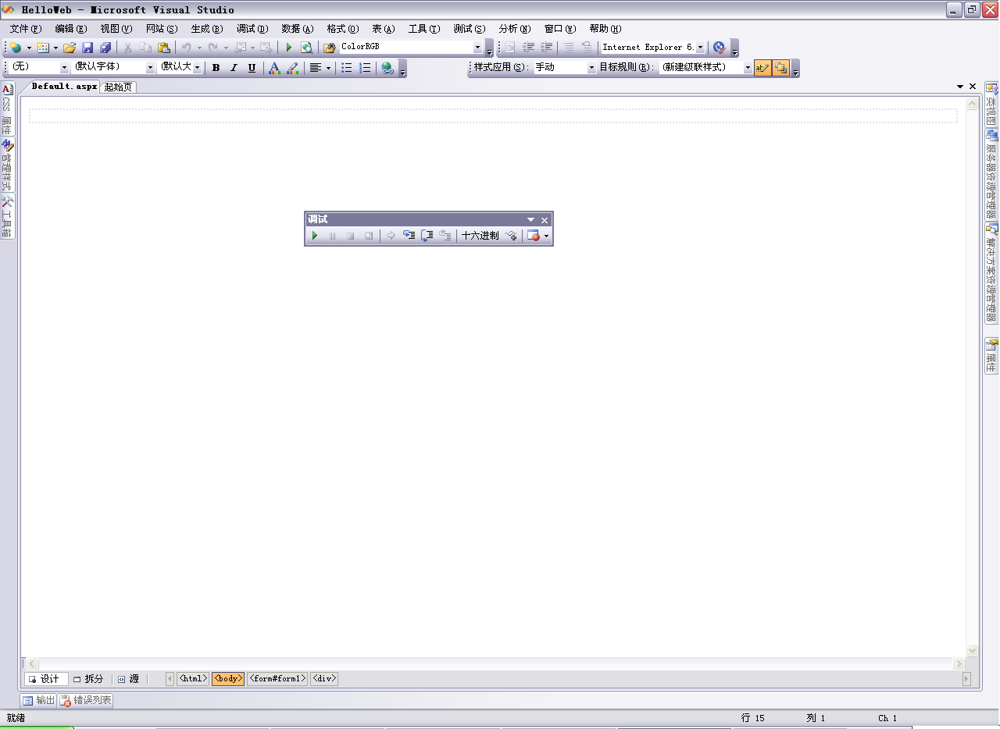 HelloWeb - Microsoft Visual Studio
文件(F) 编辑(E) 视图(V) 网站(S) 生成(B) 调试(D) 数据(A) 格式(O) 表(A) 工具(T) 测试(S) 分析(N) 窗口(W) 帮助(H)
ColorRGB Internet Explorer 6.
(无) (默认字体) (默认大 B I U A 样式应用(S): 手动 目标规则(R): (新建级联样式)
Default.aspx 起始页
CSS 属性
管理样式
工具箱
类视图
服务器资源管理器
解决方案资源管理器
属性
调试
十六进制
设计 拆分 源 <html> <body> <form#form1> <div>
输出 错误列表
就绪 行 15 列 1 Ch 1